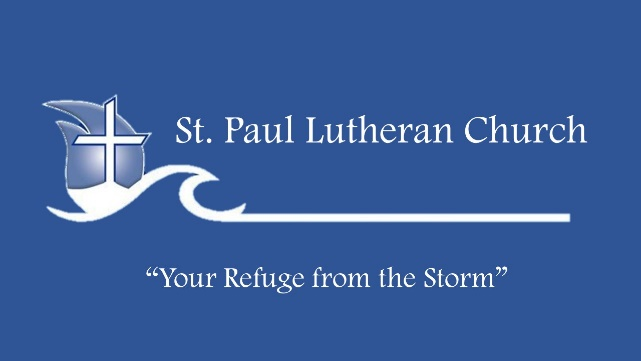 St. Paul Lutheran Church
“Your Refuge from the Storm”